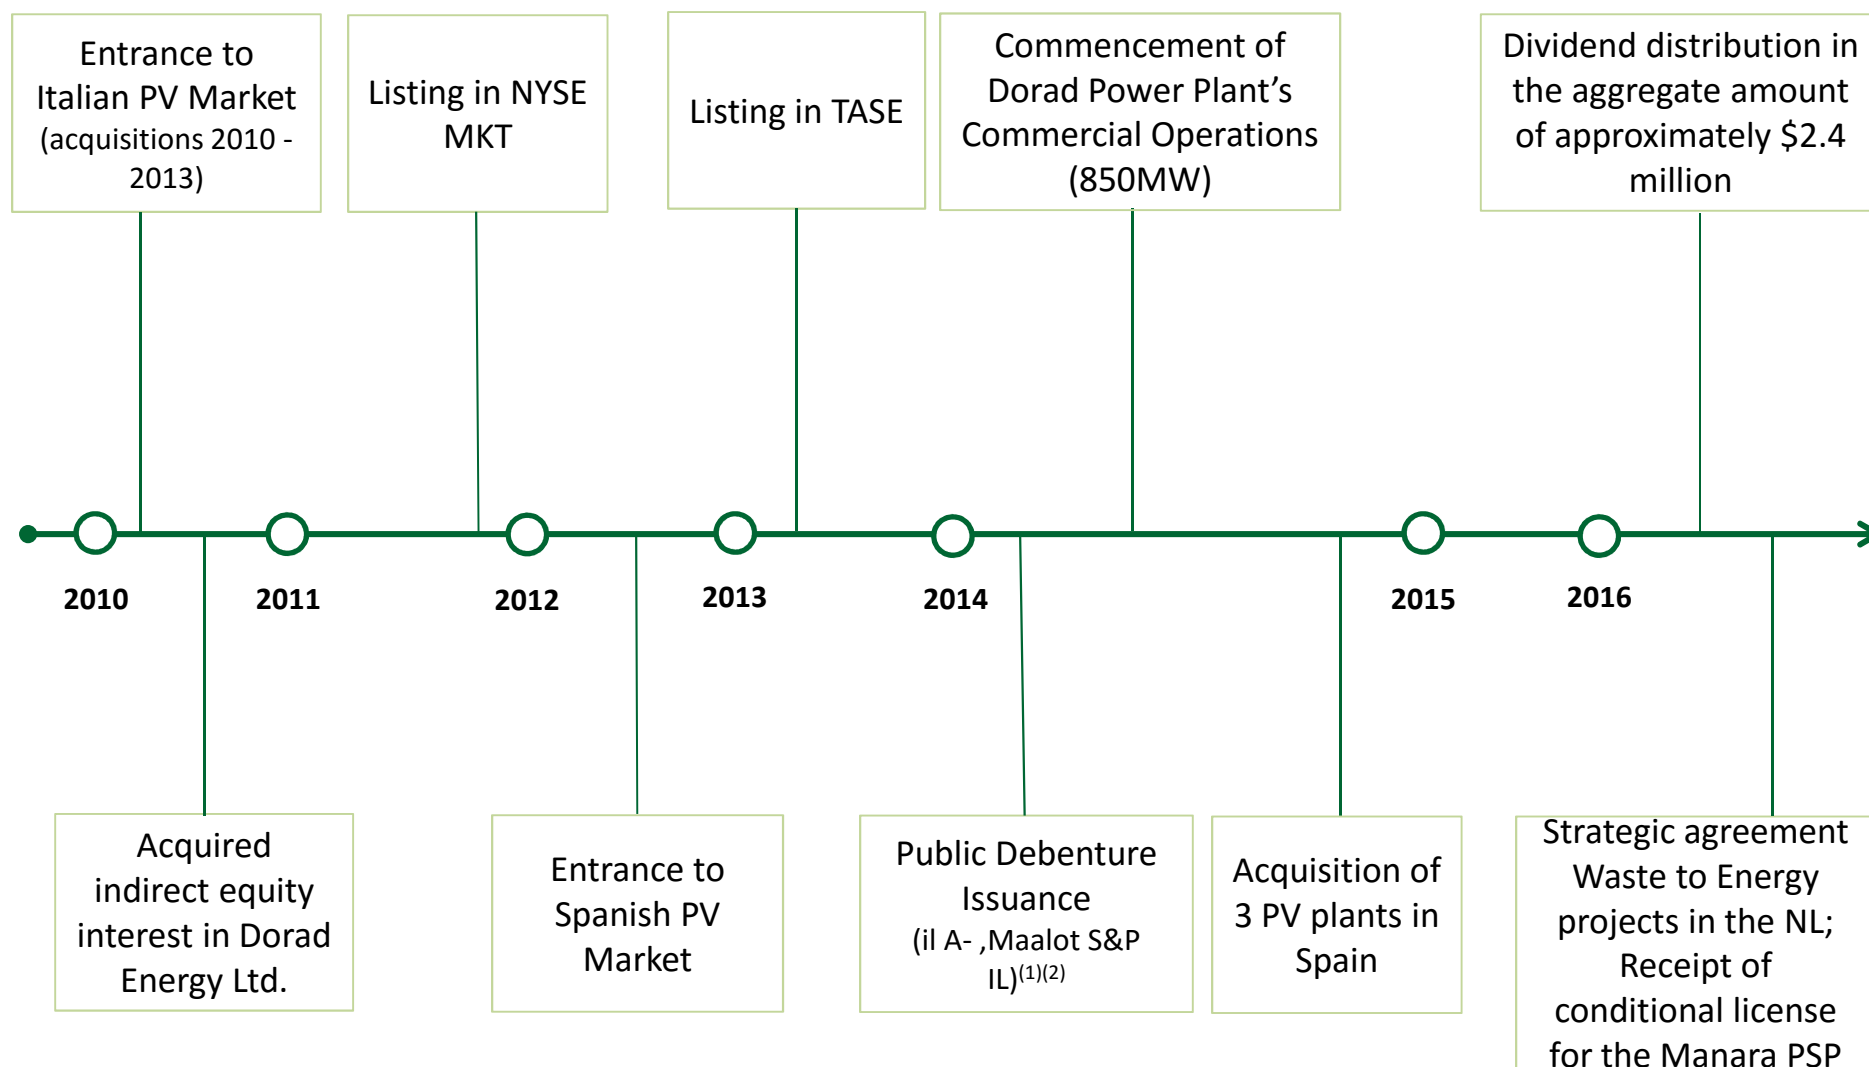 Entrance to
Italian PV Market
(acquisitions 2010 -
2013)
Listing in NYSE
MKT
Listing in TASE
Commencement of
Dorad Power Plant’s
Commercial Operations
(850MW)
Dividend distribution in
the aggregate amount
of approximately $2.4
million
2010
2011
2012
2013
2014
2015
2016
Acquired
indirect equity
interest in Dorad
Energy Ltd.
Entrance to
Spanish PV
Market
Public Debenture
Issuance
(il A- ,Maalot S&P
IL)(1)(2)
Acquisition of
3 PV plants in
Spain
Strategic agreement
Waste to Energy
projects in the NL;
Receipt of
conditional license
for the Manara PSP